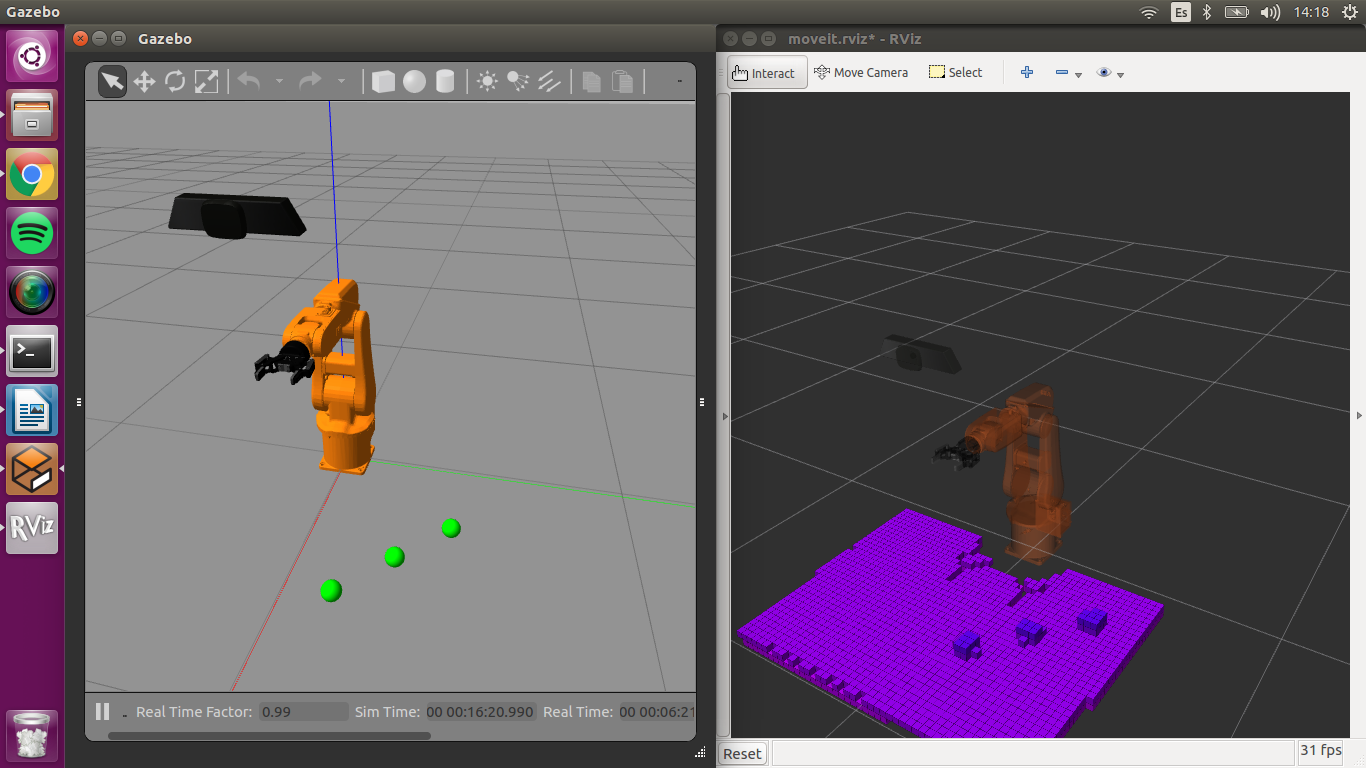 Gazebo
Es
14:18
Gazebo
moveit.rviz* - RViz
Interact
Move Camera
Select
RViz
Real Time Factor: 0.99 Sim Time: 00 00:16:20.990 Real Time: 00 00:06:21
Reset
31 fps